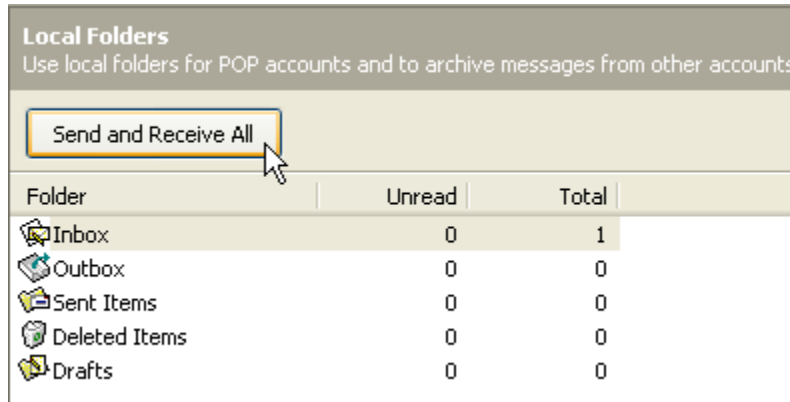 Local Folders
Use local folders for POP accounts and to archive messages from other accounts
Send and Receive All
Folder Unread Total
Inbox 0 1
Outbox 0 0
Sent Items 0 0
Deleted Items 0 0
Drafts 0 0